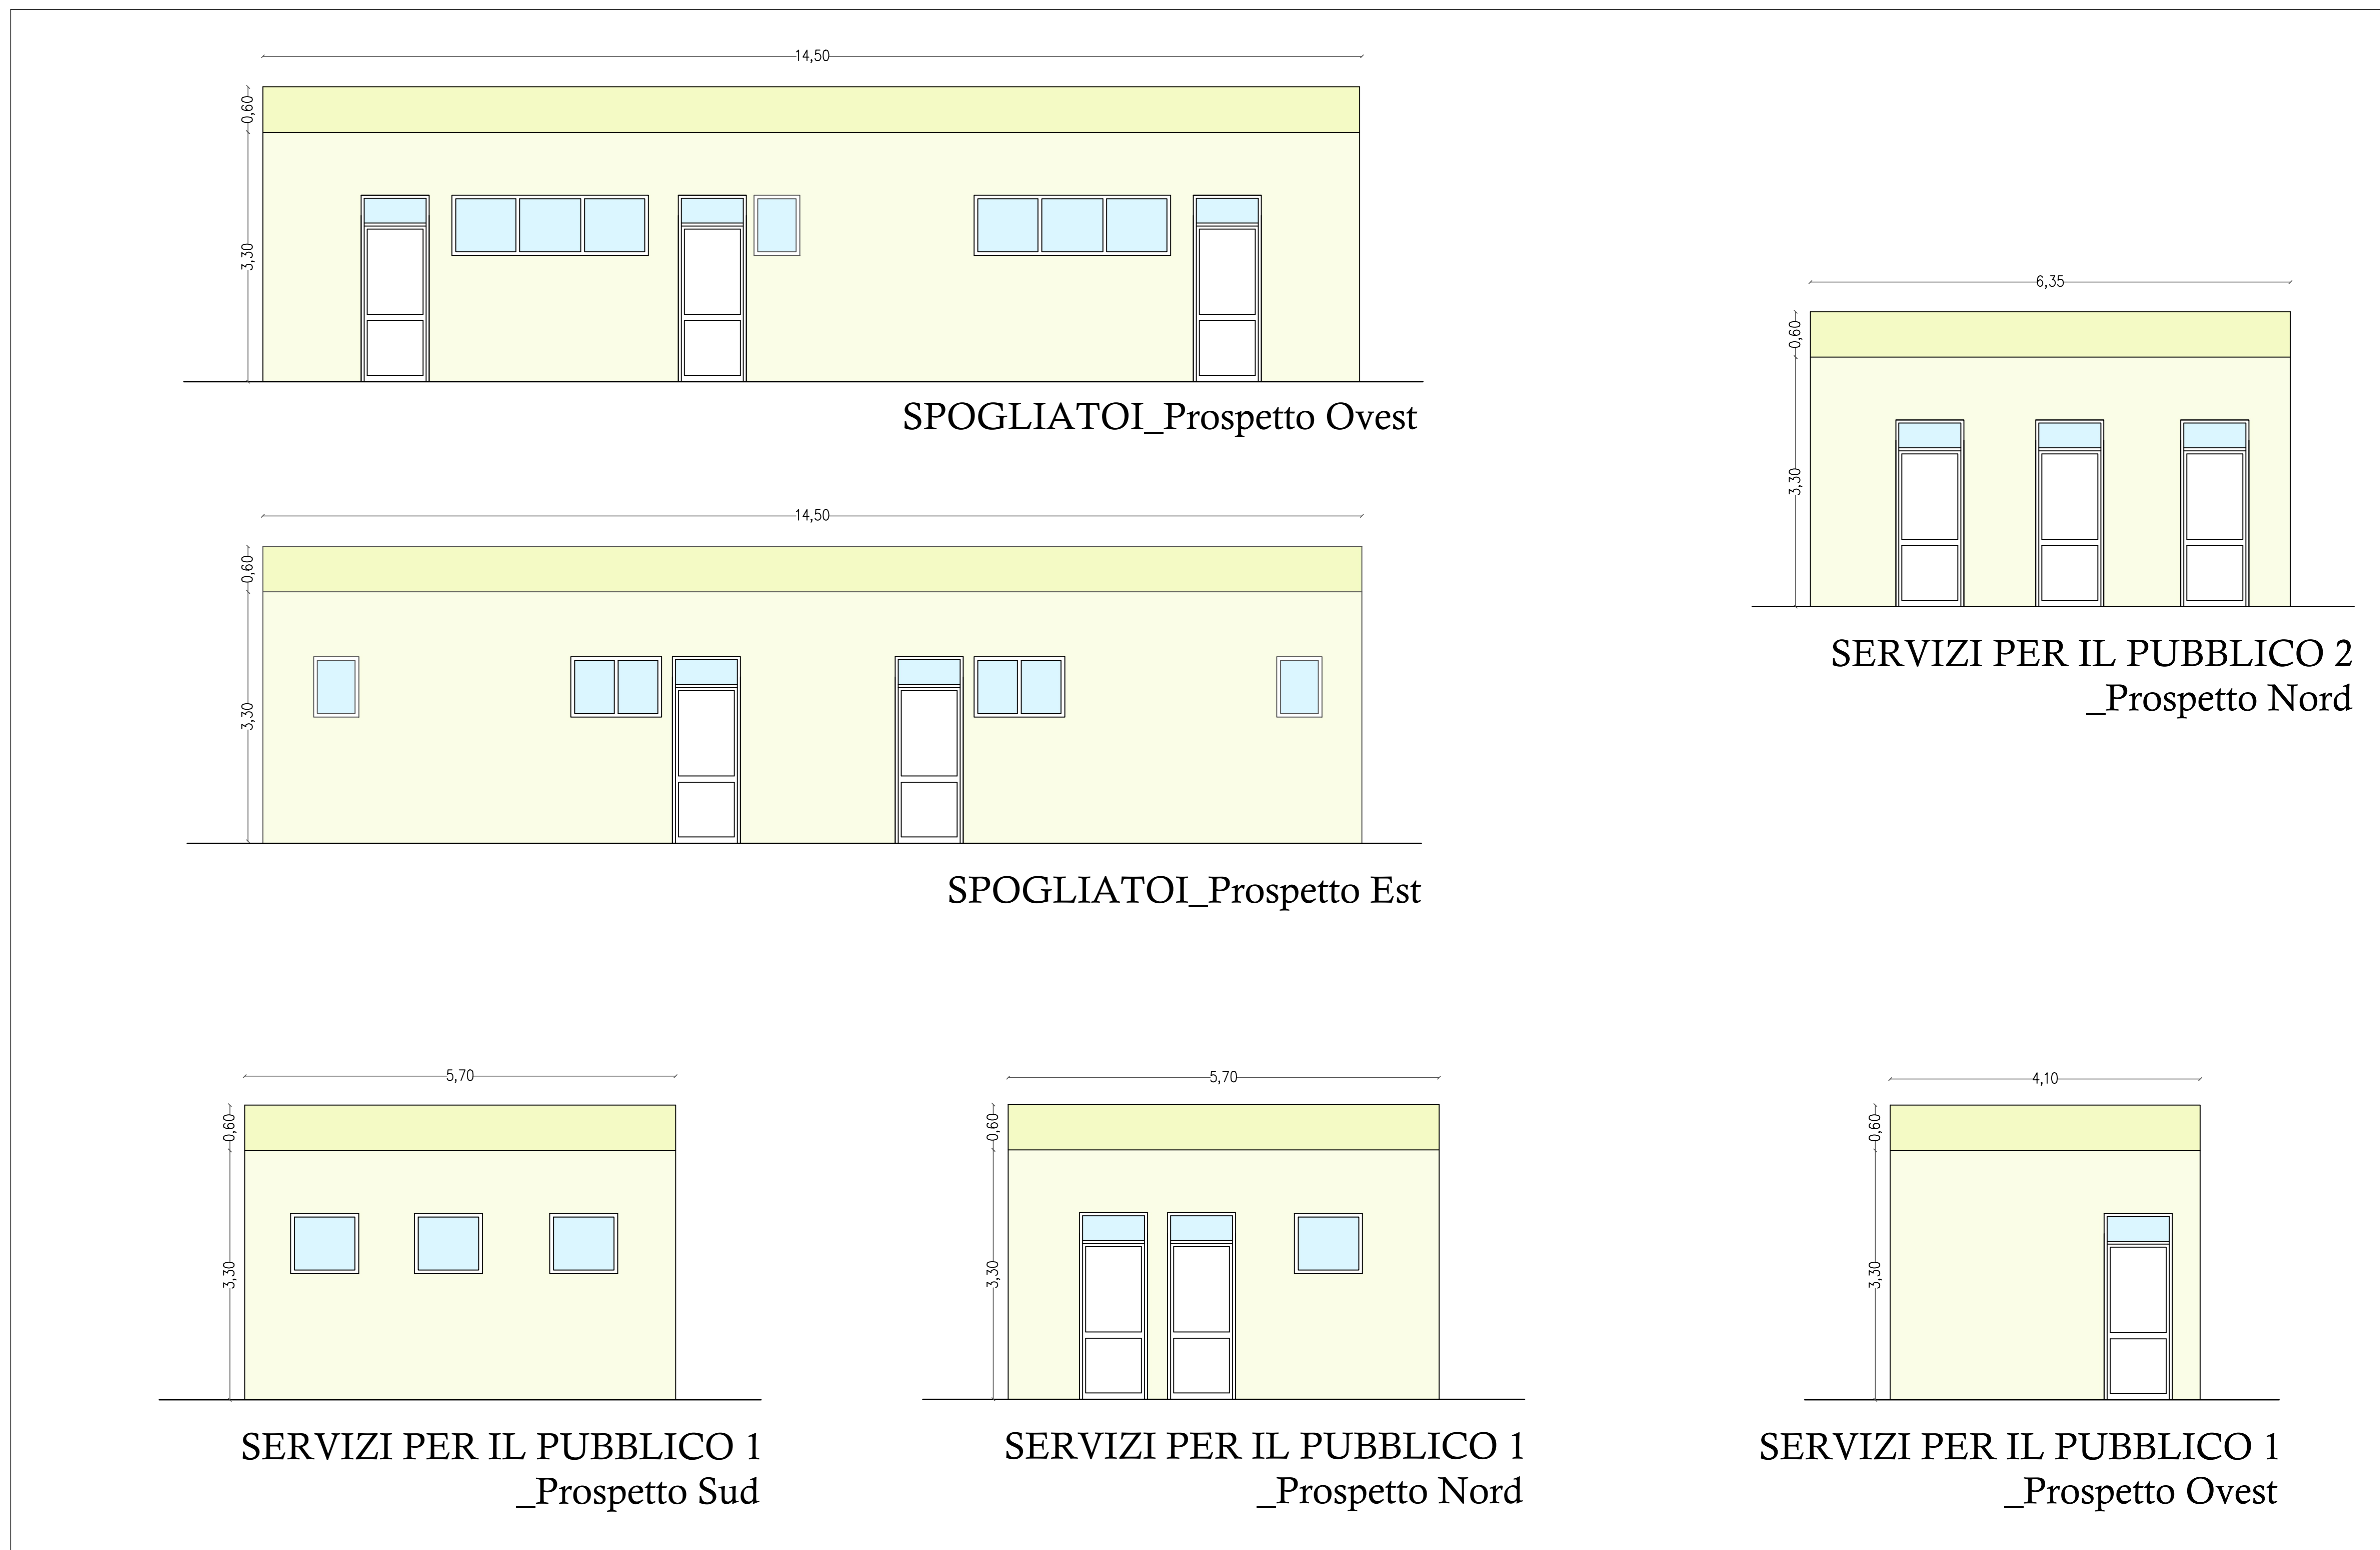 14,50
0,60
3,30
SPOGLIATOI_Prospetto Ovest
6,35
0,60
3,30
SERVIZI PER IL PUBBLICO 2
_Prospetto Nord
14,50
0,60
3,30
SPOGLIATOI_Prospetto Est
5,70
0,60
3,30
SERVIZI PER IL PUBBLICO 1
_Prospetto Sud
5,70
0,60
3,30
SERVIZI PER IL PUBBLICO 1
_Prospetto Nord
4,10
0,60
3,30
SERVIZI PER IL PUBBLICO 1
_Prospetto Ovest